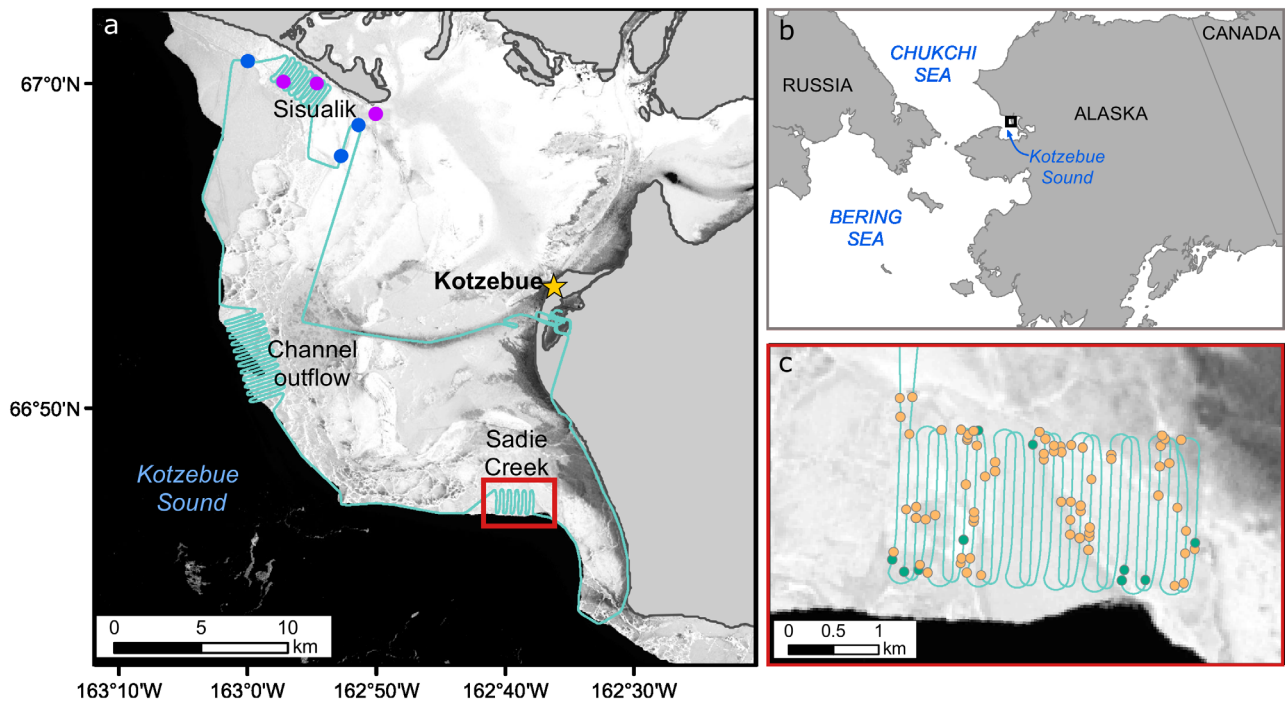 a
67°0'N
Sisualik
Kotzebue
Channel
outflow
66°50'N
Sadie
Creek
Kotzebue
Sound
0 5 10
km
163°10'W 163°0'W 162°50'W 162°40'W 162°30'W
b
CANADA
CHUKCHI
SEA
RUSSIA
ALASKA
Kotzebue
Sound
BERING
SEA
c
0 0.5 1
km